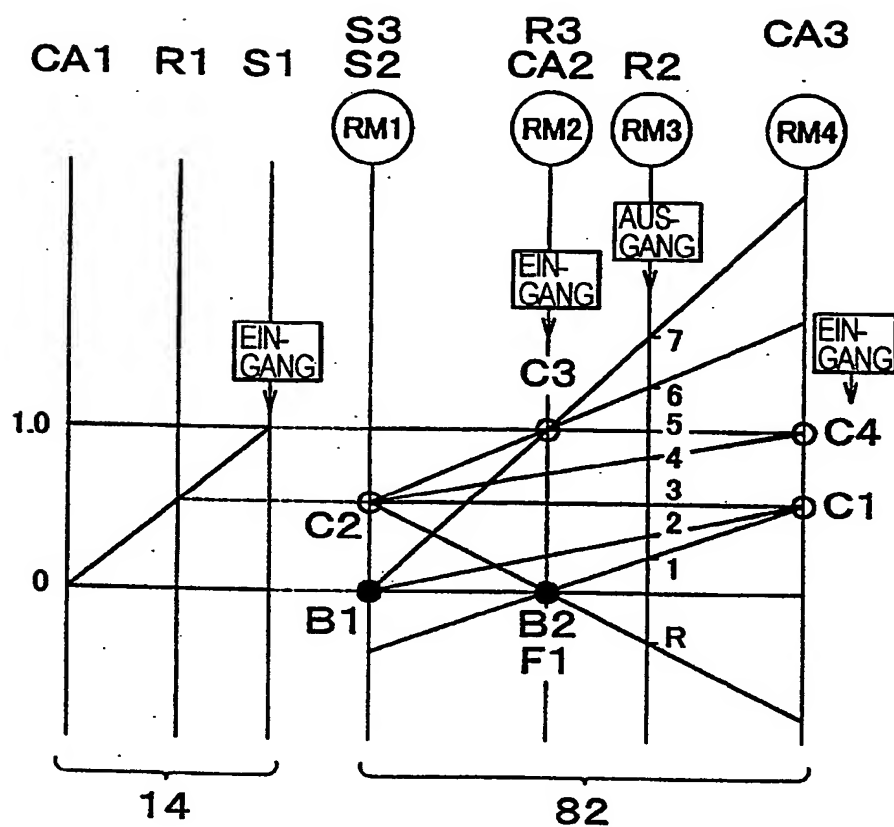 S3 R3 CA3
CA1 R1 S1 S2 CA2 R2
RM1 RM2 RM3 RM4
AUS-
GANG
EIN-
GANG
EIN-
GANG
EIN-
GANG
7
C3
6
1.0
5
C4
4
3
C1
C2
2
1
0
B1
B2
R
F1
14
82